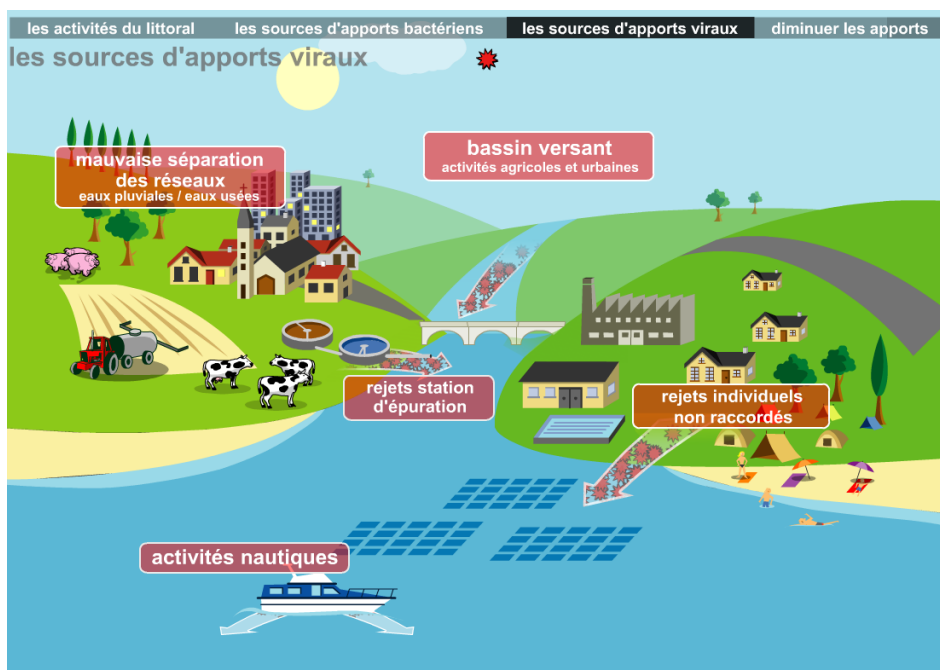 les activités du littoral
les sources d'apports bactériens
les sources d'apports viraux
diminuer les apports
les sources d'apports viraux
mauvaise séparation
des réseaux
eaux pluviales / eaux usées
bassin versant
activités agricoles et urbaines
rejets station
d'épuration
rejets individuels
non raccordés
activités nautiques